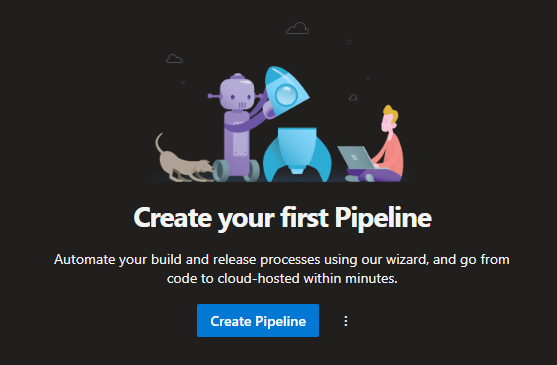 Create your first Pipeline
Automate your build and release processes using our wizard, and go from
code to cloud-hosted within minutes.
Create Pipeline